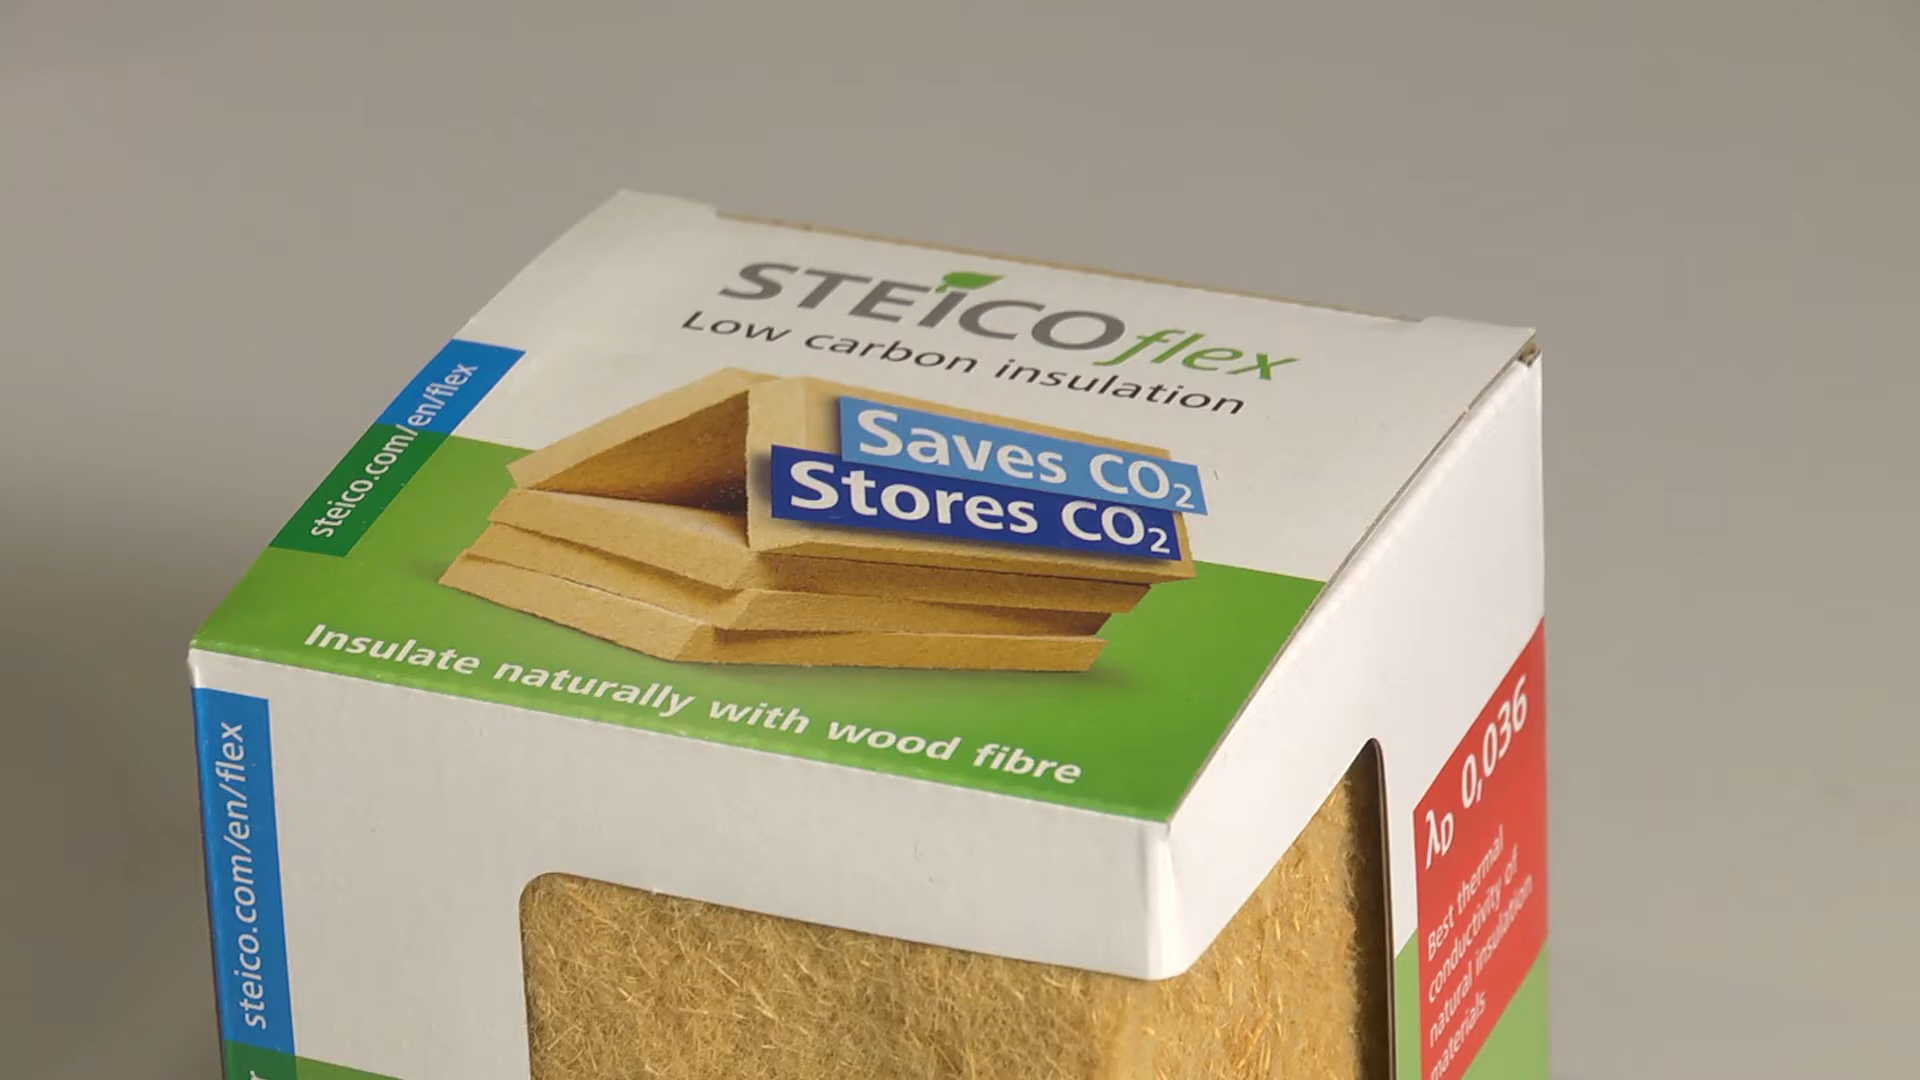 STEICOflex
Low carbon insulation
steico.com/en/flex
Saves CO₂
Stores CO₂
Insulate naturally with wood fibre
steico.com/en/flex
λD 0,036
Best thermal
conductivity of
natural insulation
materials